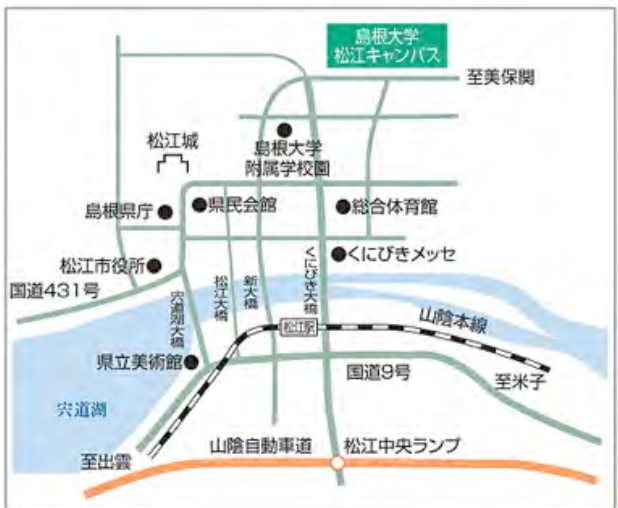 島根大学
松江キャンパス
至美保関
松江城
島根大学
附属学校園
島根県庁
県民会館
総合体育館
松江市役所
くにびきメッセ
国道431号
宍道湖大橋
松江大橋
新大橋
くにびき大橋
松江駅
山陰本線
県立美術館
国道9号
至米子
宍道湖
至出雲
山陰自動車道
松江中央ランプ